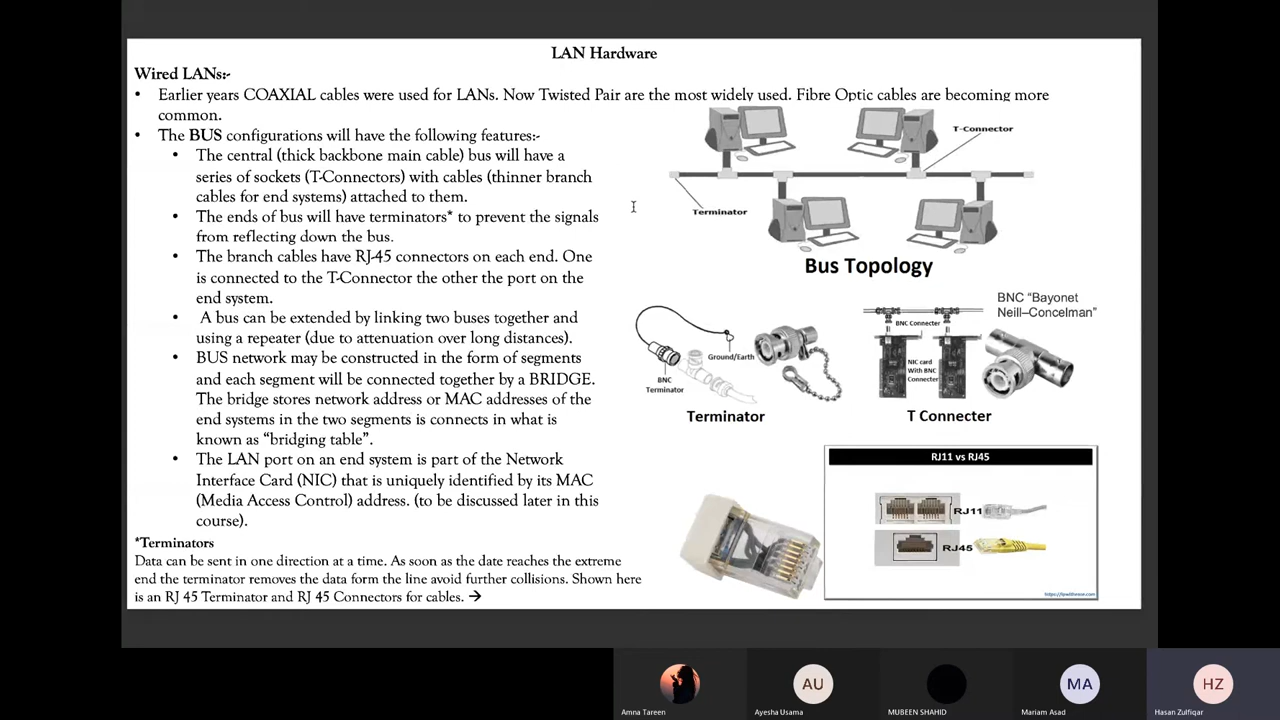 LAN Hardware
Wired LANs:-
• Earlier years COAXIAL cables were used for LANs. Now Twisted Pair are the most widely used. Fibre Optic cables are becoming more
common.
• The BUS configurations will have the following features:-
• The central (thick backbone main cable) bus will have a
series of sockets (T-Connectors) with cables (thinner branch
cables for end systems) attached to them.
• The ends of bus will have terminators* to prevent the signals
from reflecting down the bus.
• The branch cables have RJ-45 connectors on each end. One
is connected to the T-Connector the other the port on the
end system.
• A bus can be extended by linking two buses together and
using a repeater (due to attenuation over long distances).
• BUS network may be constructed in the form of segments
and each segment will be connected together by a BRIDGE.
The bridge stores network address or MAC addresses of the
end systems in the two segments is connects in what is
known as “bridging table”.
• The LAN port on an end system is part of the Network
Interface Card (NIC) that is uniquely identified by its MAC
(Media Access Control) address. (to be discussed later in this
course).
*Terminators
Data can be sent in one direction at a time. As soon as the date reaches the extreme
end the terminator removes the data form the line avoid further collisions. Shown here
is an RJ 45 Terminator and RJ 45 Connectors for cables. →
T-Connector
Terminator
Bus Topology
Ground/Earth
BNC
Terminator
Terminator
BNC “Bayonet
Neill–Concelman”
BNC Connecter
NIC card
With BNC
Connecter
T Connecter
RJ11 vs RJ45
RJ11
RJ45
Amna Tareen
AU
Ayesha Usama
MUBEEN SHAHID
MA
Mariam Asad
HZ
Hasan Zulfiqar